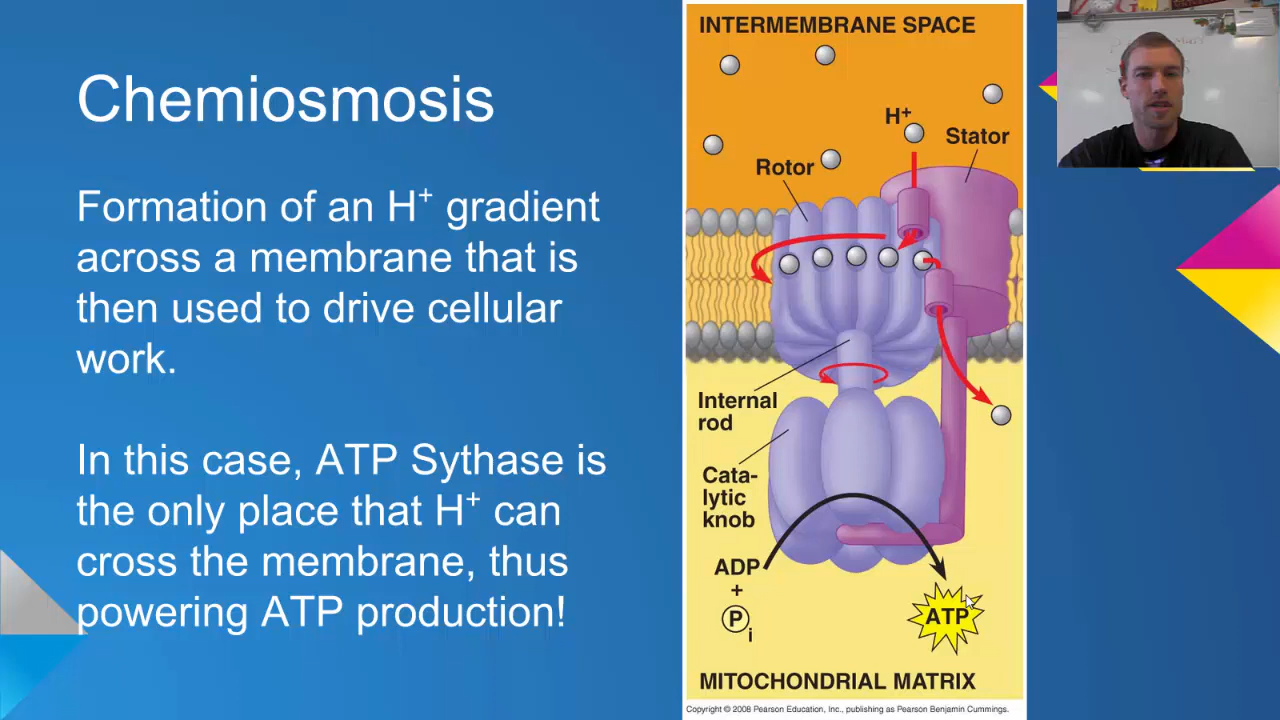 Chemiosmosis
Formation of an H⁺ gradient
across a membrane that is
then used to drive cellular
work.
In this case, ATP Sythase is
the only place that H⁺ can
cross the membrane, thus
powering ATP production!
INTERMEMBRANE SPACE
H⁺
Stator
Rotor
Internal
rod
Cata-
lytic
knob
ADP
+
P i
ATP
MITOCHONDRIAL MATRIX
Copyright © 2008 Pearson Education, Inc., publishing as Pearson Benjamin Cummings.